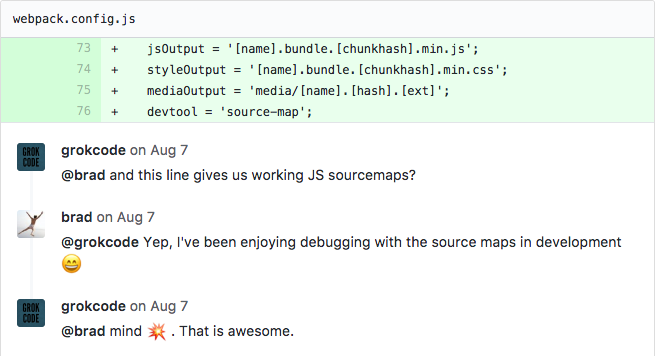 webpack.config.js
73 + jsOutput = '[name].bundle.[chunkhash].min.js';
74 + styleOutput = '[name].bundle.[chunkhash].min.css';
75 + mediaOutput = 'media/[name].[hash].[ext]';
76 + devtool = 'source-map';
GROK
CODE
grokcode on Aug 7
@brad and this line gives us working JS sourcemaps?
brad on Aug 7
@grokcode Yep, I've been enjoying debugging with the source maps in development
😄
GROK
CODE
grokcode on Aug 7
@brad mind 💥 . That is awesome.